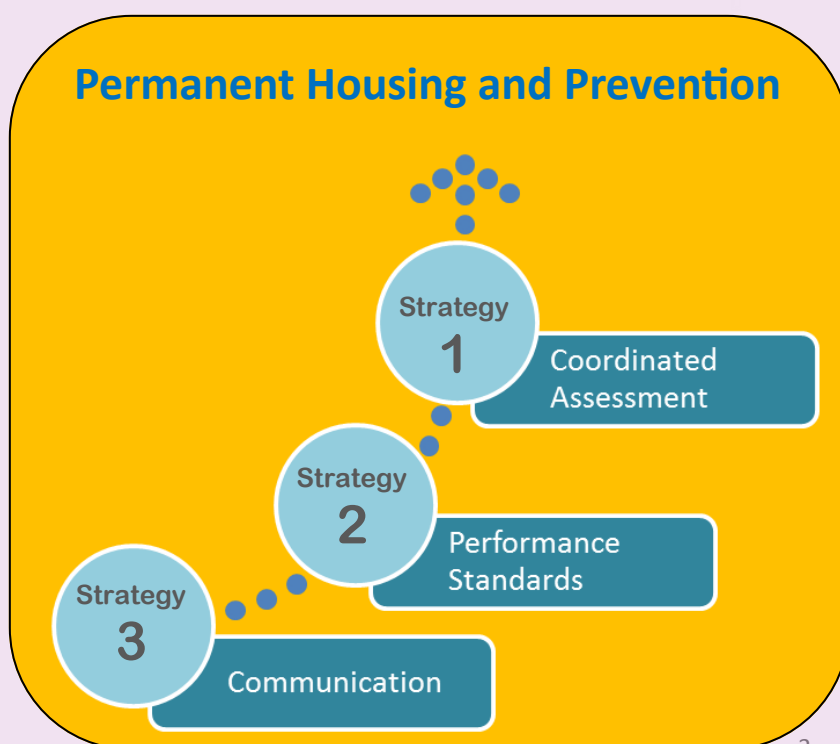 Permanent Housing and Prevention
Strategy
1
Coordinated
Assessment
Strategy
2
Performance
Standards
Strategy
3
Communication